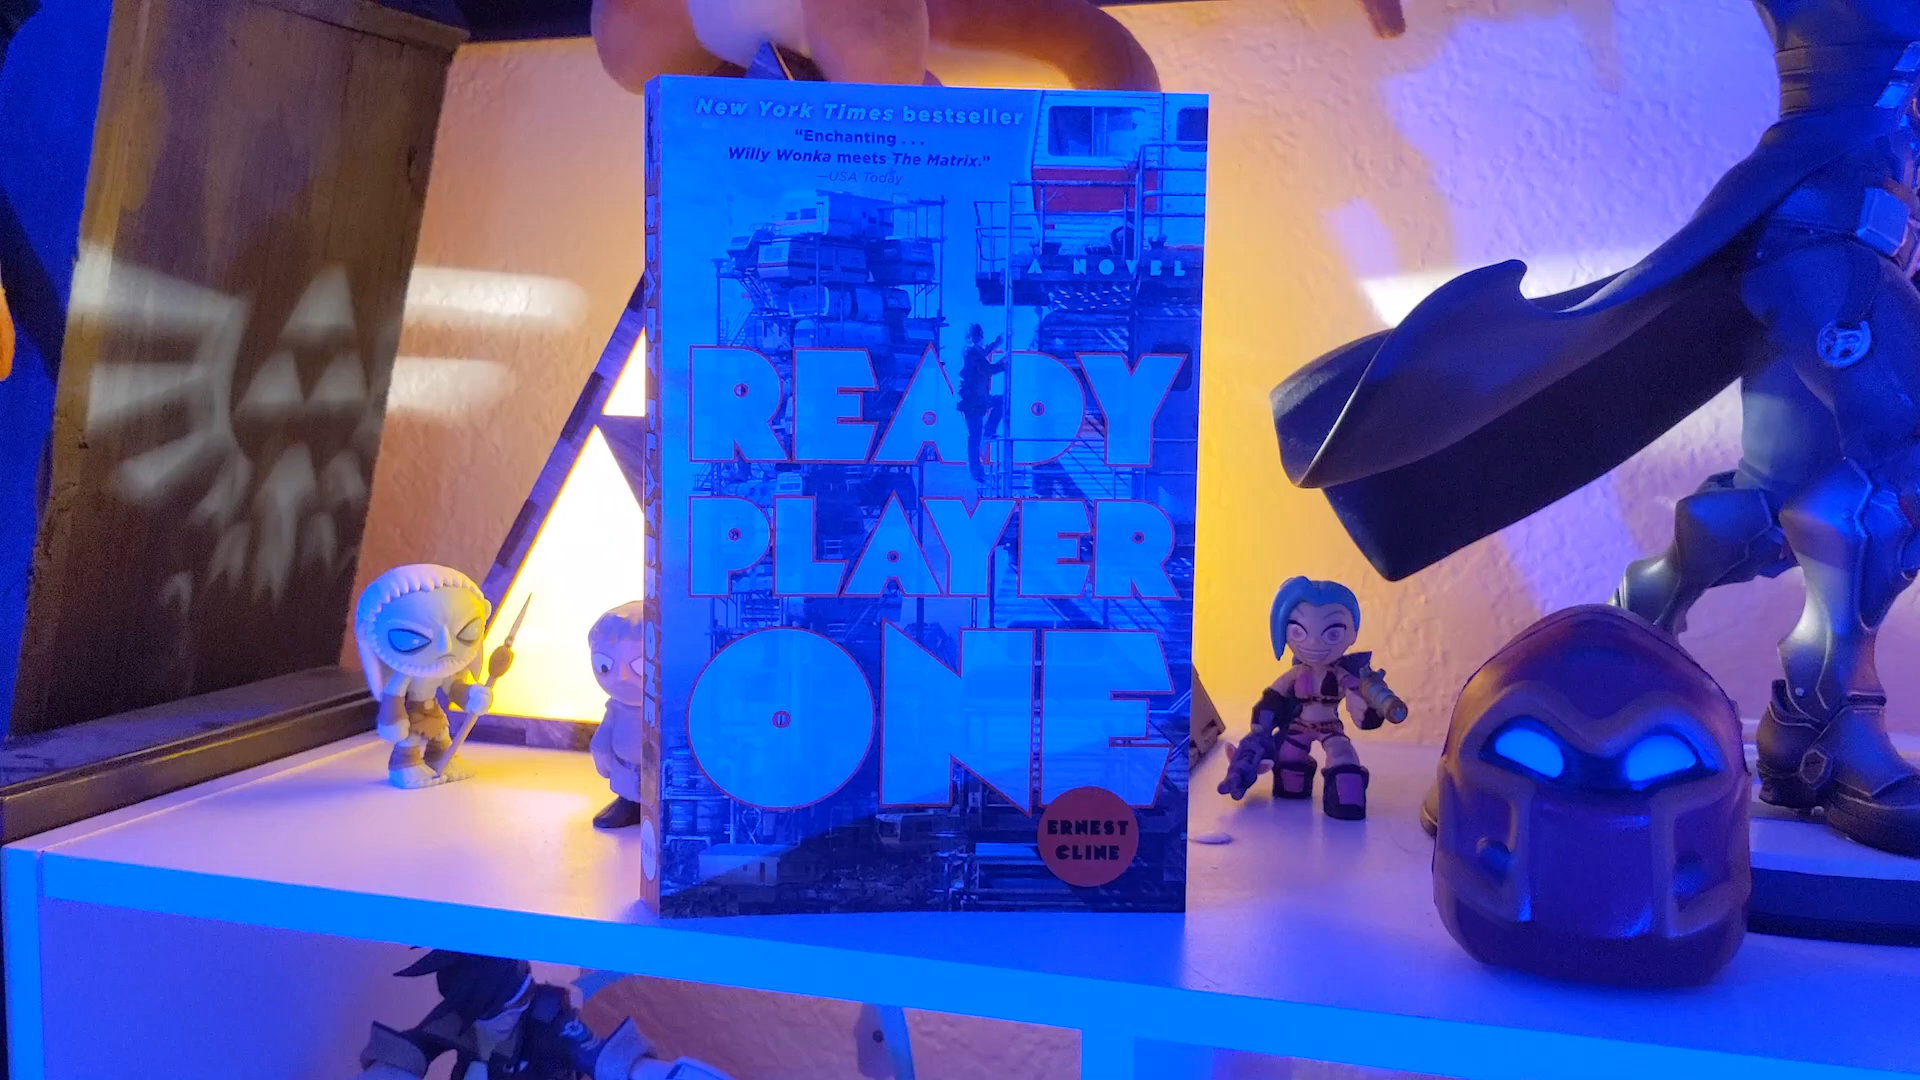 New York Times bestseller
"Enchanting . . .
Willy Wonka meets The Matrix."
—USA Today
A NOVEL
READY
PLAYER
ONE
ERNEST
CLINE